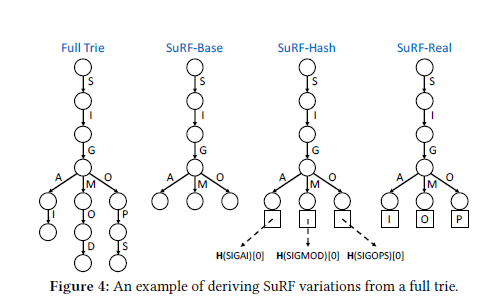 Full Trie SuRF-Base SuRF-Hash SuRF-Real
S S S S
I I I I
G G G G
A M O A M O A M O A M O
I O P I O P
D S
H(SIGAI)[0] H(SIGMOD)[0] H(SIGOPS)[0]
Figure 4: An example of deriving SuRF variations from a full trie.